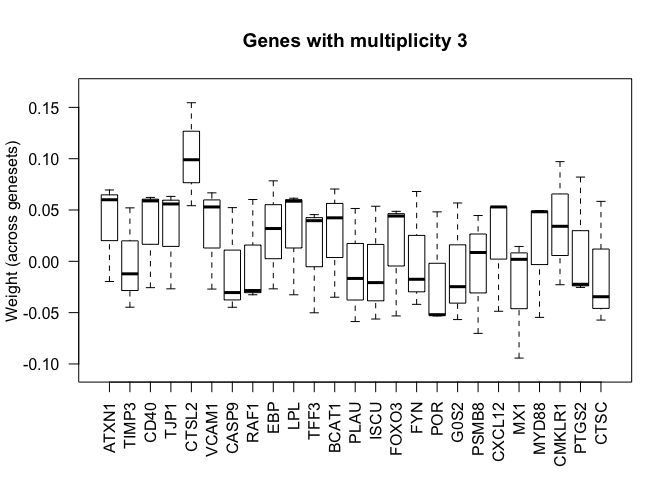 Genes with multiplicity 3
Weight (across genesets)
0.15
0.10
0.05
0.00
-0.05
-0.10
ATXN1
TIMP3
CD40
TJP1
CTSL2
VCAM1
CASP9
RAF1
EBP
LPL
TFF3
BCAT1
PLAU
ISCU
FOXO3
FYN
POR
G0S2
PSMB8
CXCL12
MX1
MYD88
CMKLR1
PTGS2
CTSC